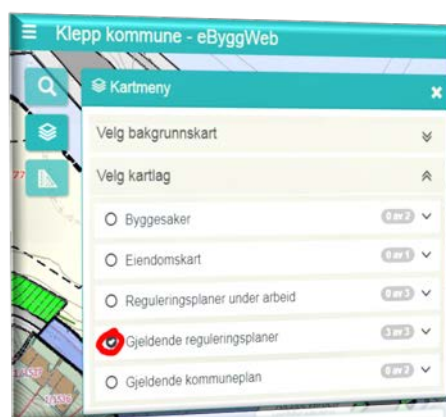 Klepp kommune - eByggWeb
Kartmeny
Velg bakgrunnskart
Velg kartlag
Byggesaker 0 av 2
Eiendomskart 0 av 1
Reguleringsplaner under arbeid 0 av 3
Gjeldende reguleringsplaner 3 av 3
Gjeldende kommuneplan 0 av 2